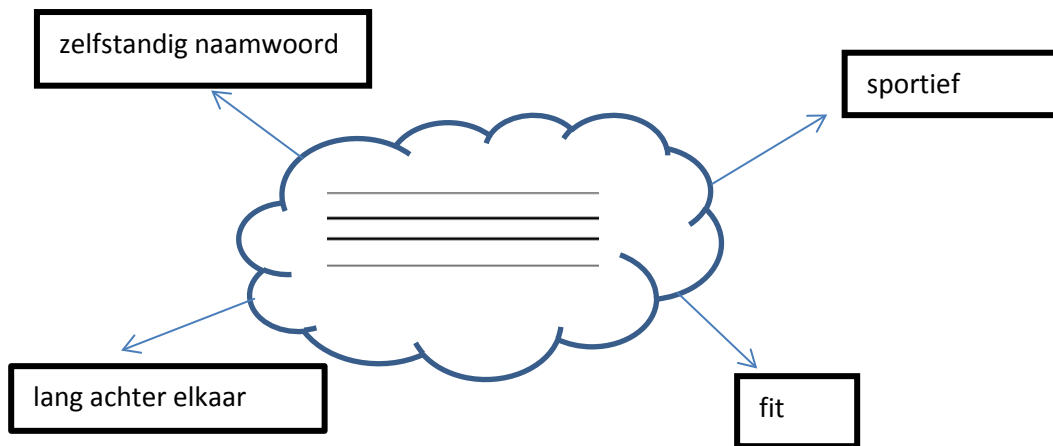 zelfstandig naamwoord
sportief
lang achter elkaar
fit